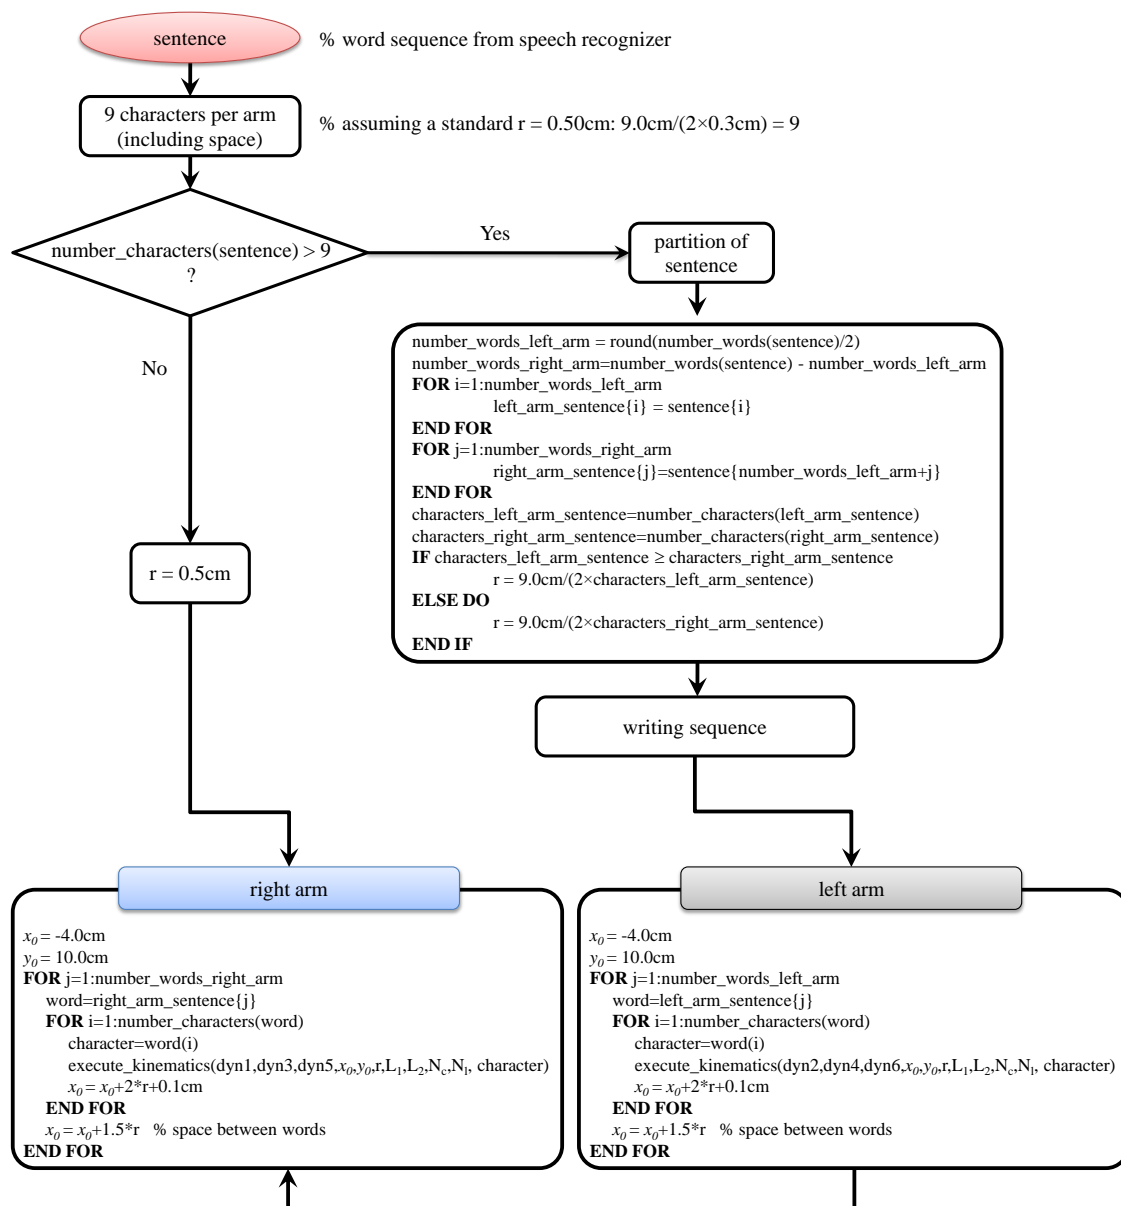 sentence
% word sequence from speech recognizer
9 characters per arm
(including space)
% assuming a standard r = 0.50cm: 9.0cm/(2×0.3cm) = 9
number_characters(sentence) > 9
?
Yes
partition of
sentence
number_words_left_arm = round(number_words(sentence)/2)
number_words_right_arm=number_words(sentence) - number_words_left_arm
FOR i=1:number_words_left_arm
left_arm_sentence{i} = sentence{i}
END FOR
FOR j=1:number_words_right_arm
right_arm_sentence{j}=sentence{number_words_left_arm+j}
END FOR
characters_left_arm_sentence=number_characters(left_arm_sentence)
characters_right_arm_sentence=number_characters(right_arm_sentence)
IF characters_left_arm_sentence ≥ characters_right_arm_sentence
r = 9.0cm/(2×characters_left_arm_sentence)
ELSE DO
r = 9.0cm/(2×characters_right_arm_sentence)
END IF
No
r = 0.5cm
writing sequence
right arm
x0 = -4.0cm
y0 = 10.0cm
FOR j=1:number_words_right_arm
word=right_arm_sentence{j}
FOR i=1:number_characters(word)
character=word(i)
execute_kinematics(dyn1,dyn3,dyn5,x0,y0,r,L1,L2,Nc,Nl, character)
x0 = x0+2*r+0.1cm
END FOR
x0 = x0+1.5*r % space between words
END FOR
left arm
x0 = -4.0cm
y0 = 10.0cm
FOR j=1:number_words_left_arm
word=left_arm_sentence{j}
FOR i=1:number_characters(word)
character=word(i)
execute_kinematics(dyn2,dyn4,dyn6,x0,y0,r,L1,L2,Nc,Nl, character)
x0 = x0+2*r+0.1cm
END FOR
x0 = x0+1.5*r % space between words
END FOR